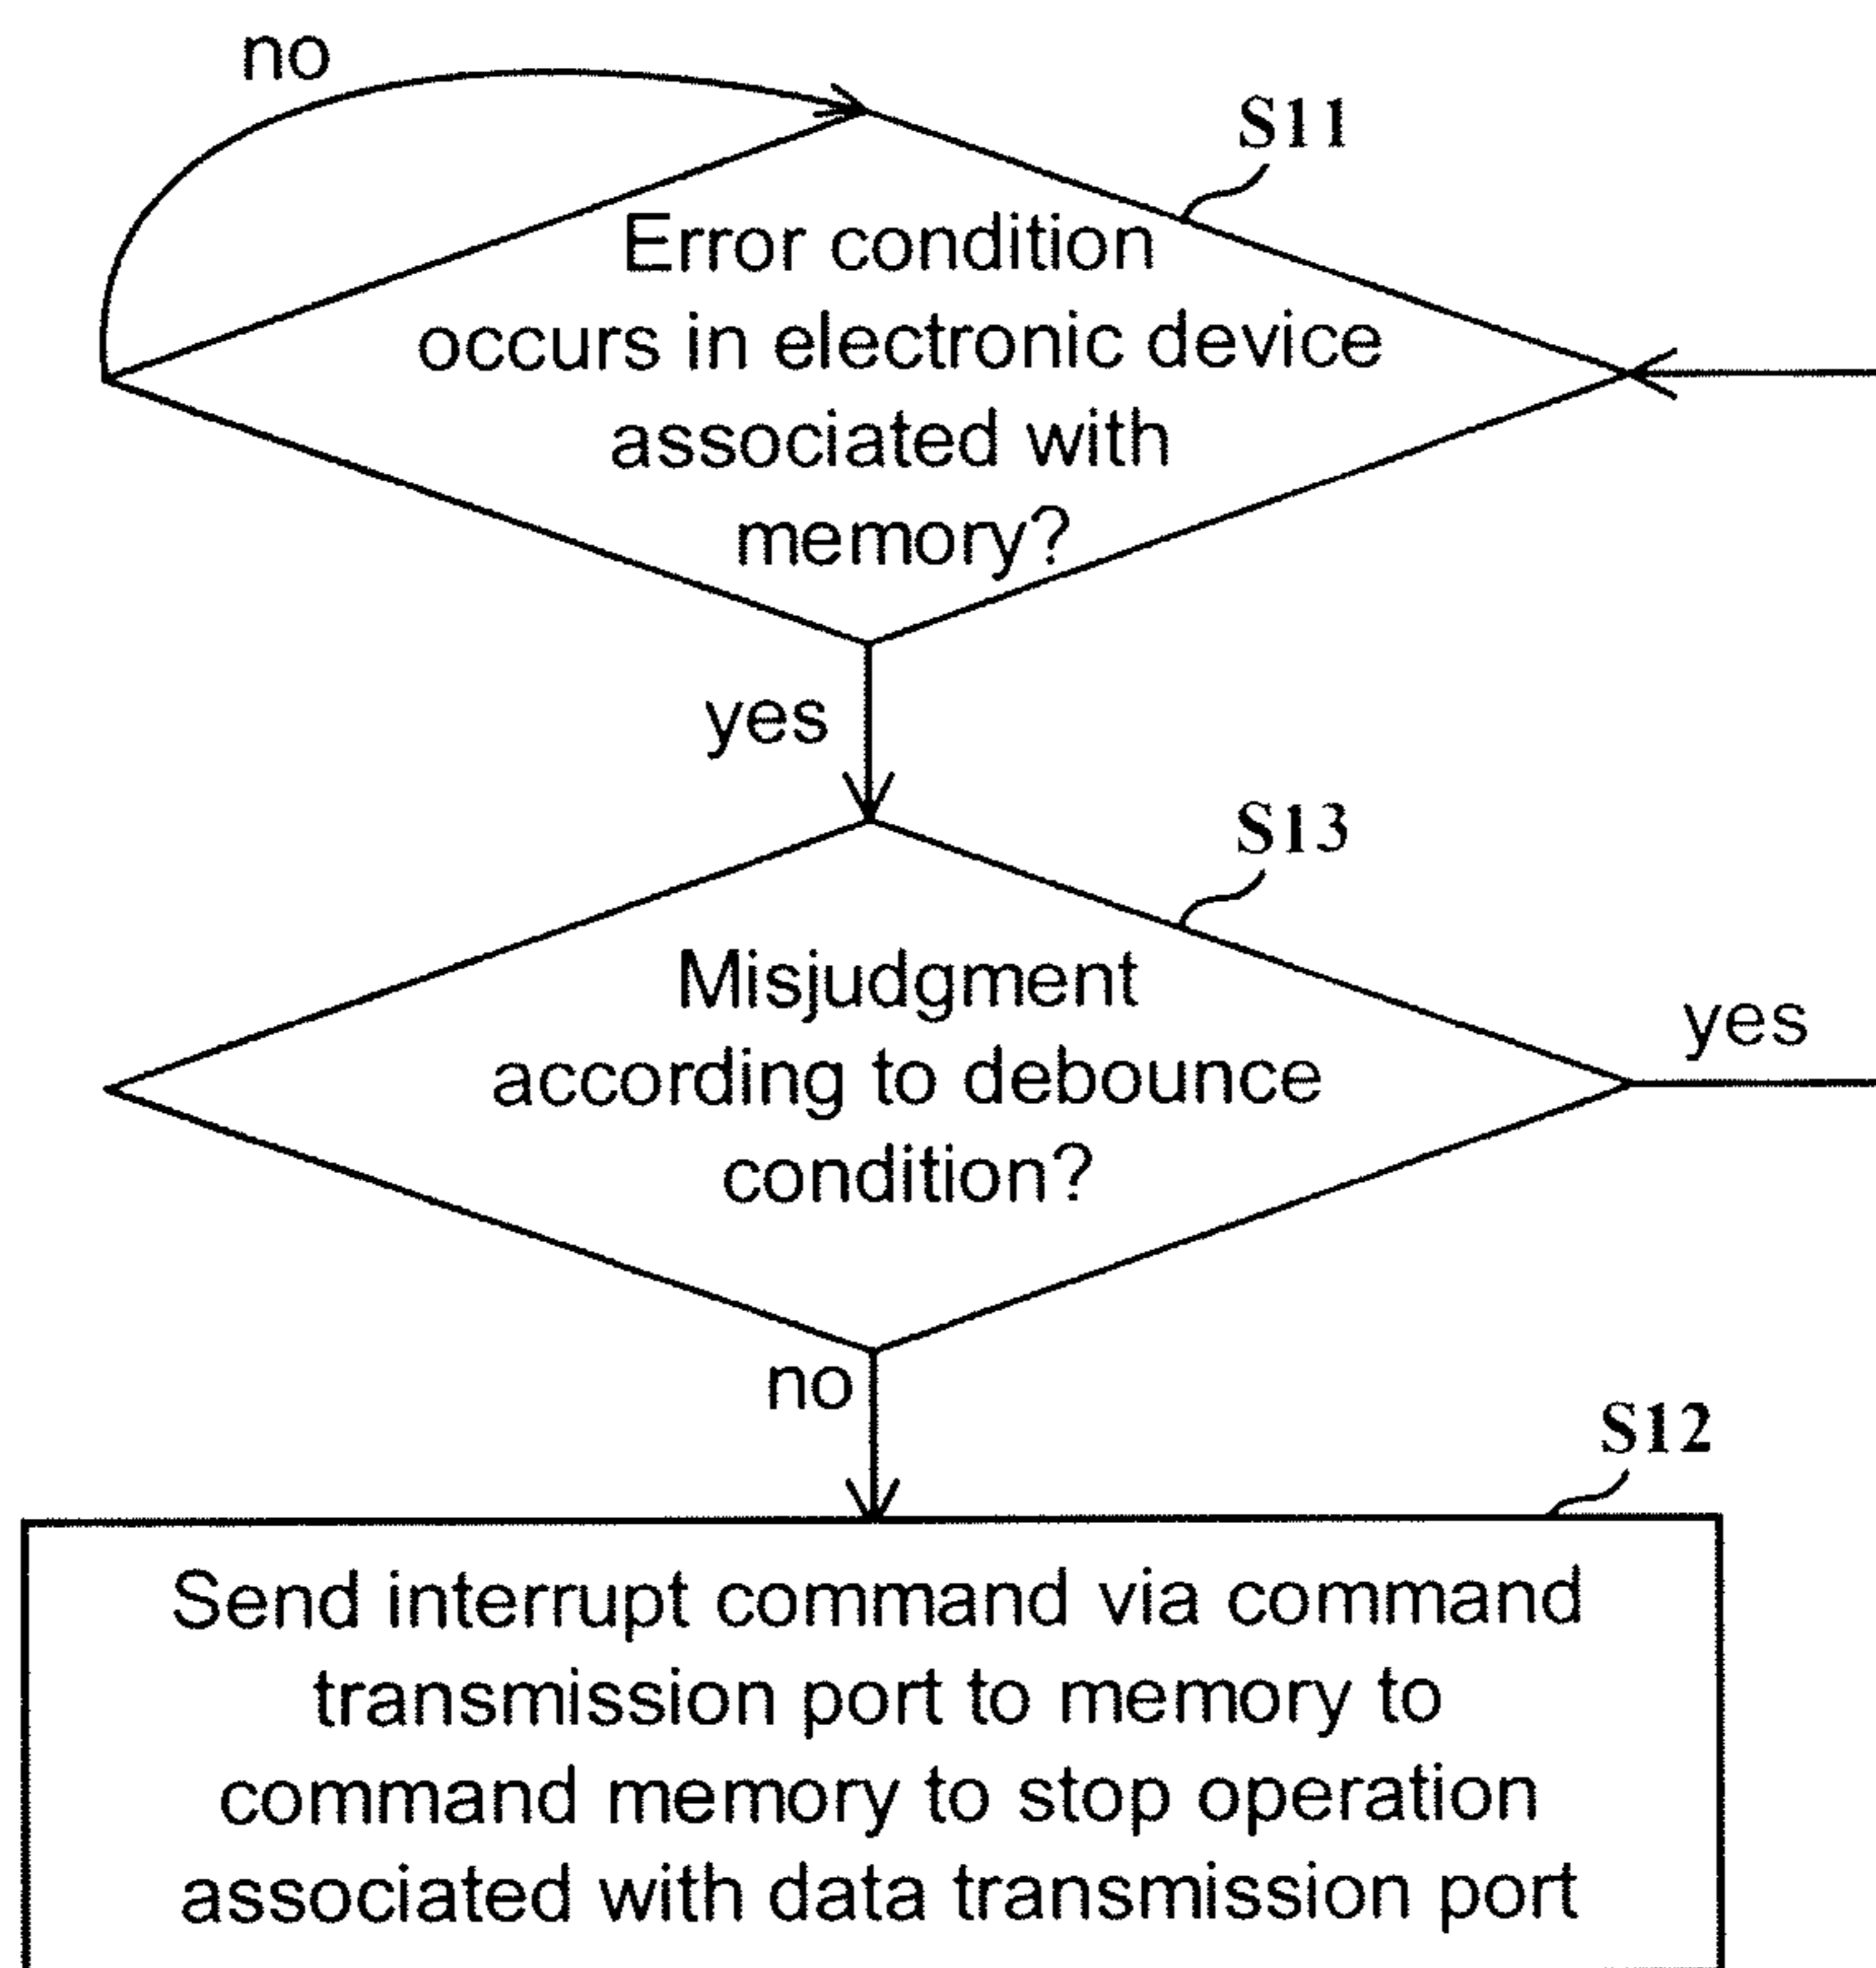 no
S11
Error condition
occurs in electronic device
associated with
memory?
yes
S13
Misjudgment
according to debounce
condition?
yes
no
S12
Send interrupt command via command
transmission port to memory to
command memory to stop operation
associated with data transmission port